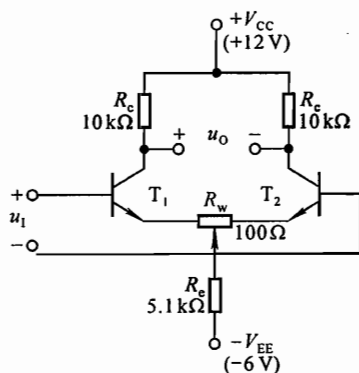 +V_CC
(+12 V)
R_c
10 kΩ
R_c
10 kΩ
+ u_O −
+
u_I
−
T_1
R_w
T_2
100 Ω
R_e
5.1 kΩ
−V_EE
(−6 V)